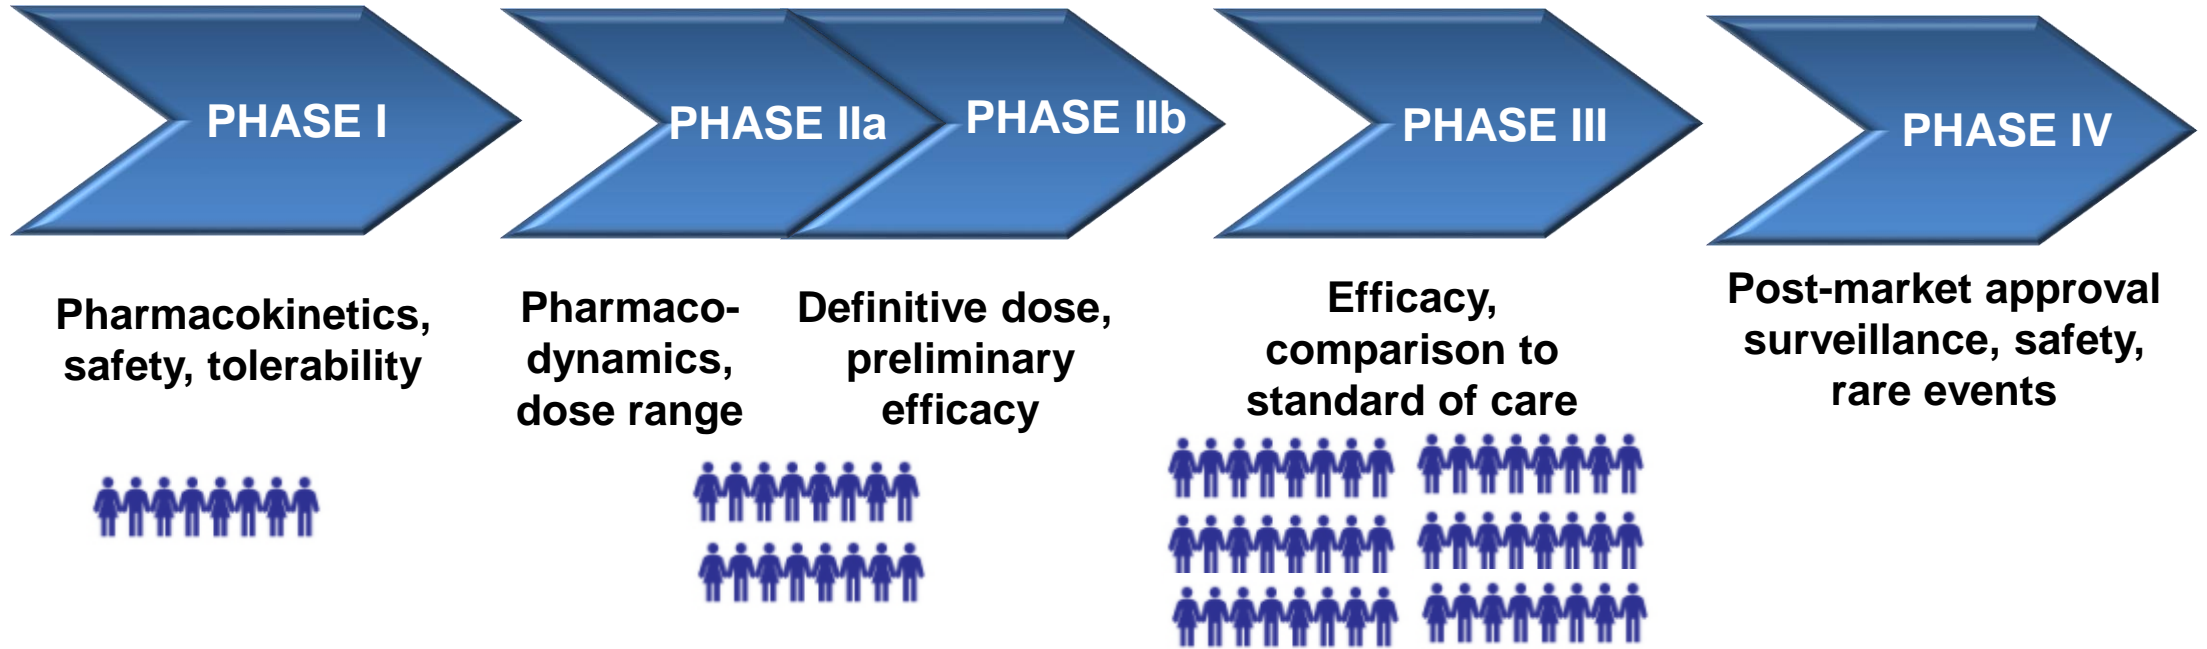 PHASE I
PHASE IIa
PHASE IIb
PHASE III
PHASE IV
Pharmacokinetics,
safety, tolerability
Pharmaco-
dynamics,
dose range
Definitive dose,
preliminary
efficacy
Efficacy,
comparison to
standard of care
Post-market approval
surveillance, safety,
rare events